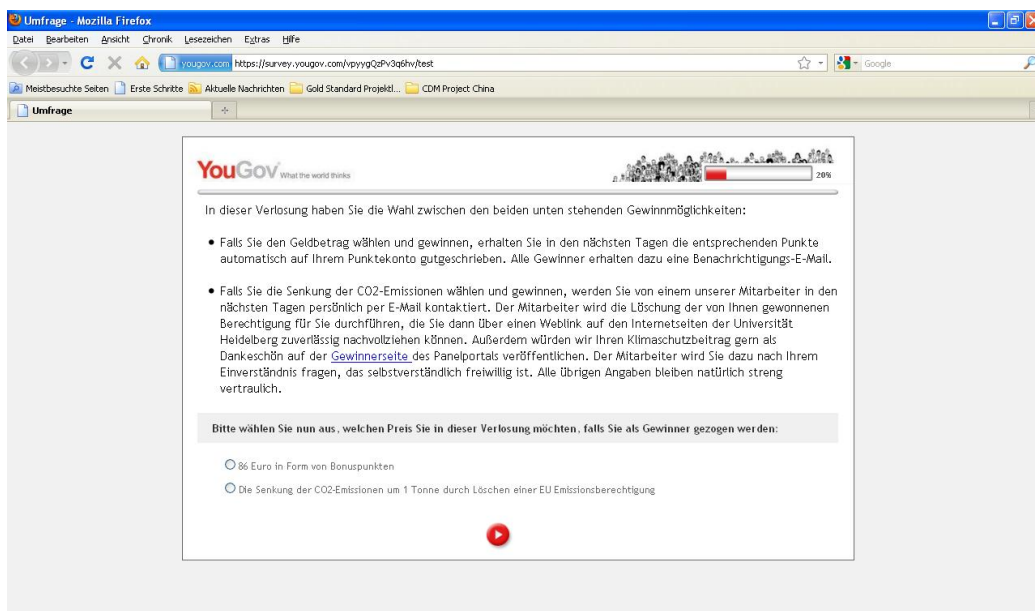 Umfrage - Mozilla Firefox
Datei Bearbeiten Ansicht Chronik Lesezeichen Extras Hilfe
yougov.com https://survey.yougov.com/vpyygQzPv3q6hv/test
Google
Meistbesuchte Seiten Erste Schritte Aktuelle Nachrichten Gold Standard Projektl... CDM Project China
Umfrage
YouGov What the world thinks
20%
In dieser Verlosung haben Sie die Wahl zwischen den beiden unten stehenden Gewinnmöglichkeiten:
• Falls Sie den Geldbetrag wählen und gewinnen, erhalten Sie in den nächsten Tagen die entsprechenden Punkte
automatisch auf Ihrem Punktekonto gutgeschrieben. Alle Gewinner erhalten dazu eine Benachrichtigungs-E-Mail.
• Falls Sie die Senkung der CO2-Emissionen wählen und gewinnen, werden Sie von einem unserer Mitarbeiter in den
nächsten Tagen persönlich per E-Mail kontaktiert. Der Mitarbeiter wird die Löschung der von Ihnen gewonnenen
Berechtigung für Sie durchführen, die Sie dann über einen Weblink auf den Internetseiten der Universität
Heidelberg zuverlässig nachvollziehen können. Außerdem würden wir Ihren Klimaschutzbeitrag gern als
Dankeschön auf der Gewinnerseite des Panelportals veröffentlichen. Der Mitarbeiter wird Sie dazu nach Ihrem
Einverständnis fragen, das selbstverständlich freiwillig ist. Alle übrigen Angaben bleiben natürlich streng
vertraulich.
Bitte wählen Sie nun aus, welchen Preis Sie in dieser Verlosung möchten, falls Sie als Gewinner gezogen werden:
86 Euro in Form von Bonuspunkten
Die Senkung der CO2-Emissionen um 1 Tonne durch Löschen einer EU Emissionsberechtigung